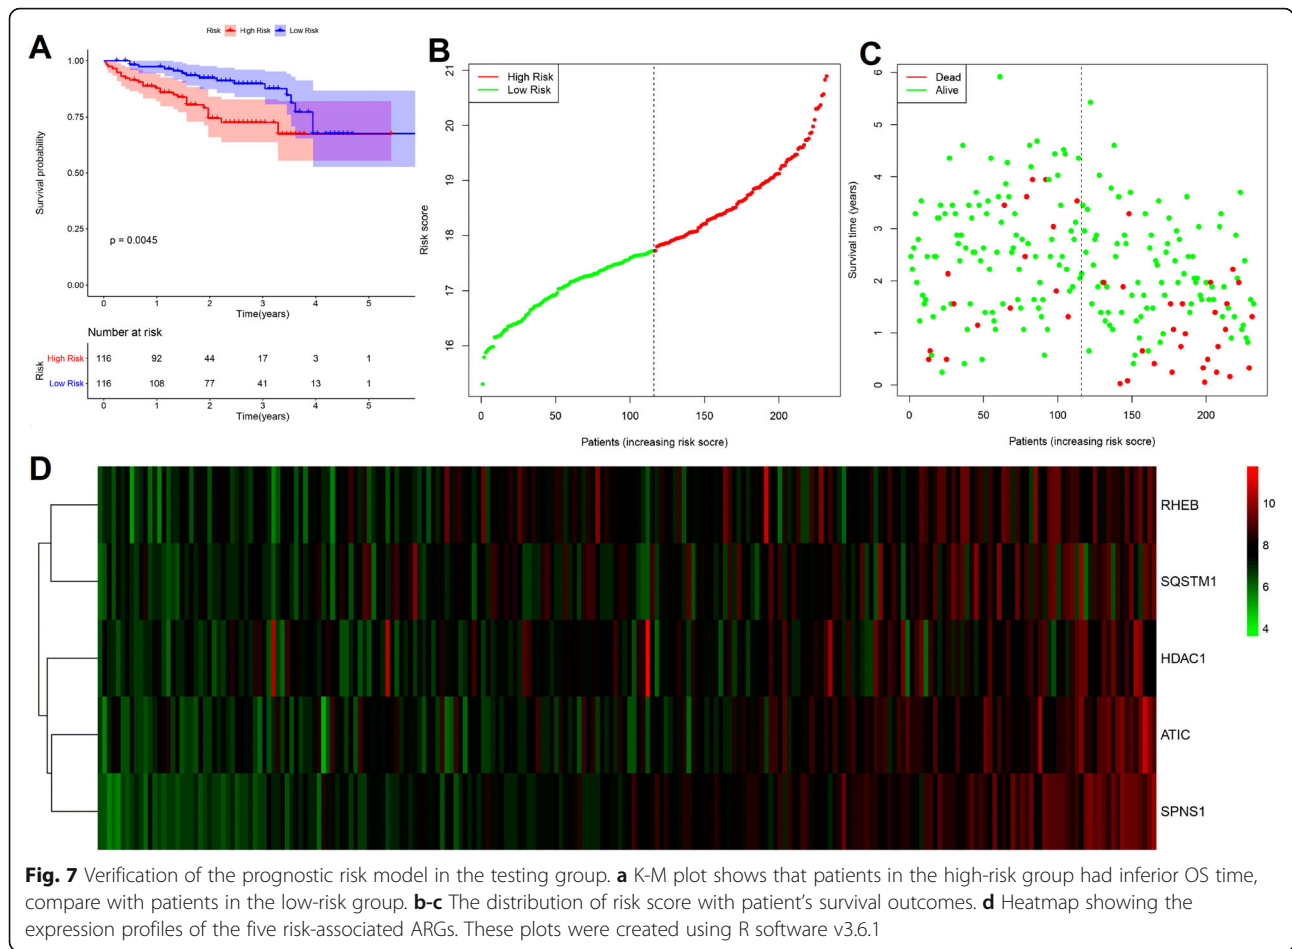 A
Risk High Risk Low Risk
1.00
0.75
0.50
0.25
0.00
Survival probability
p = 0.0045
0 1 2 3 4 5
Time(years)
Number at risk
Risk
High Risk 116 92 44 17 3 1
Low Risk 116 108 77 41 13 1
0 1 2 3 4 5
Time(years)
B
High Risk
Low Risk
21
20
19
18
17
16
Risk score
0 50 100 150 200
Patients (increasing risk socre)
C
Dead
Alive
6
5
4
3
2
1
0
Survival time (years)
0 50 100 150 200
Patients (increasing risk socre)
D
RHEB
SQSTM1
HDAC1
ATIC
SPNS1
10
8
6
4
Fig. 7 Verification of the prognostic risk model in the testing group. a K-M plot shows that patients in the high-risk group had inferior OS time,
compare with patients in the low-risk group. b-c The distribution of risk score with patient's survival outcomes. d Heatmap showing the
expression profiles of the five risk-associated ARGs. These plots were created using R software v3.6.1